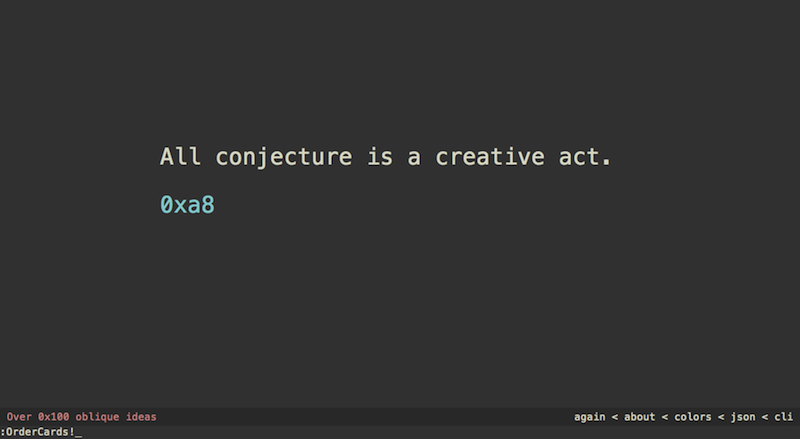 All conjecture is a creative act.
0xa8
Over 0x100 oblique ideas
again < about < colors < json < cli
:OrderCards!_